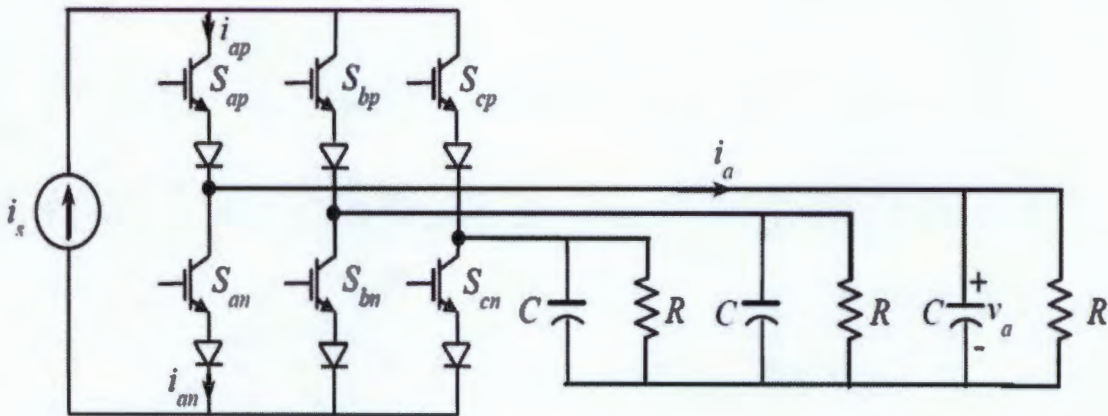 i_ap
S_ap
S_bp
S_cp
i_a
i_s
S_an
S_bn
S_cn
C
R
C
R
C
+
v_a
-
R
i_an